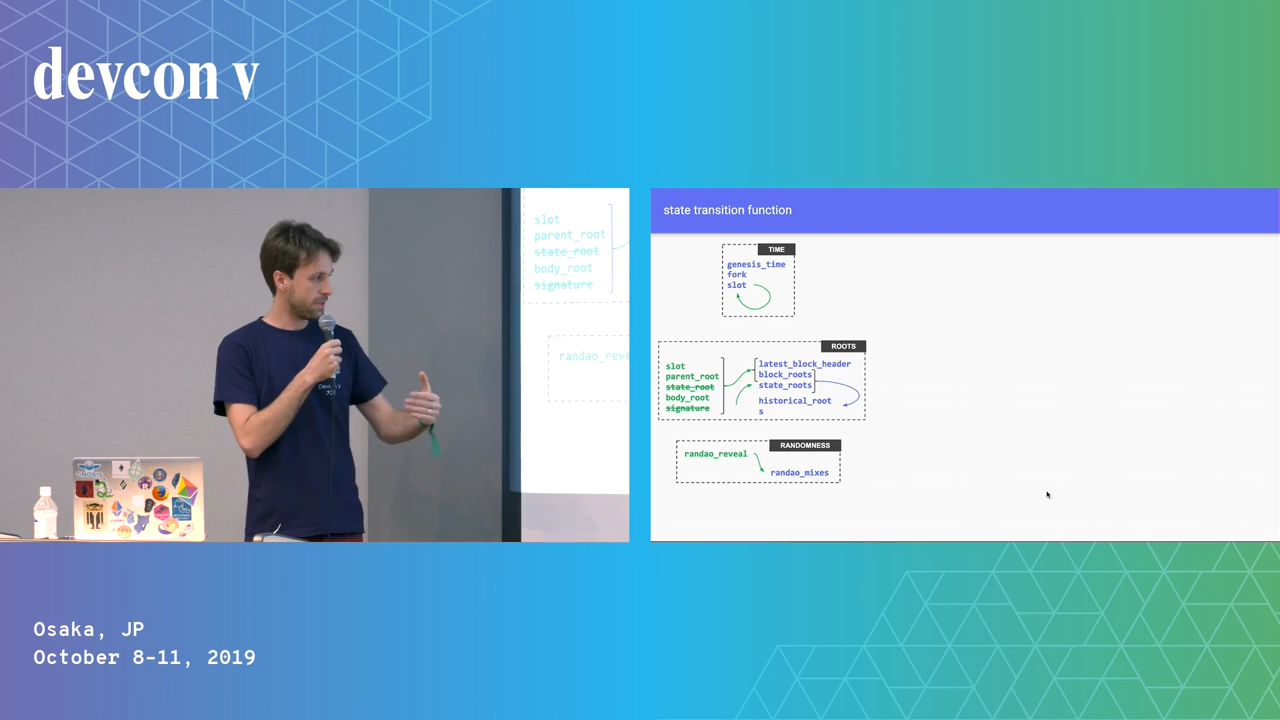 devcon v
slot
parent_root
state_root
body_root
signature
randao_reve
Devcon V
state transition function
TIME
genesis_time
fork
slot
ROOTS
slot
parent_root
state_root
body_root
signature
latest_block_header
block_roots
state_roots
historical_root
s
RANDOMNESS
randao_reveal
randao_mixes
Osaka, JP
October 8-11, 2019